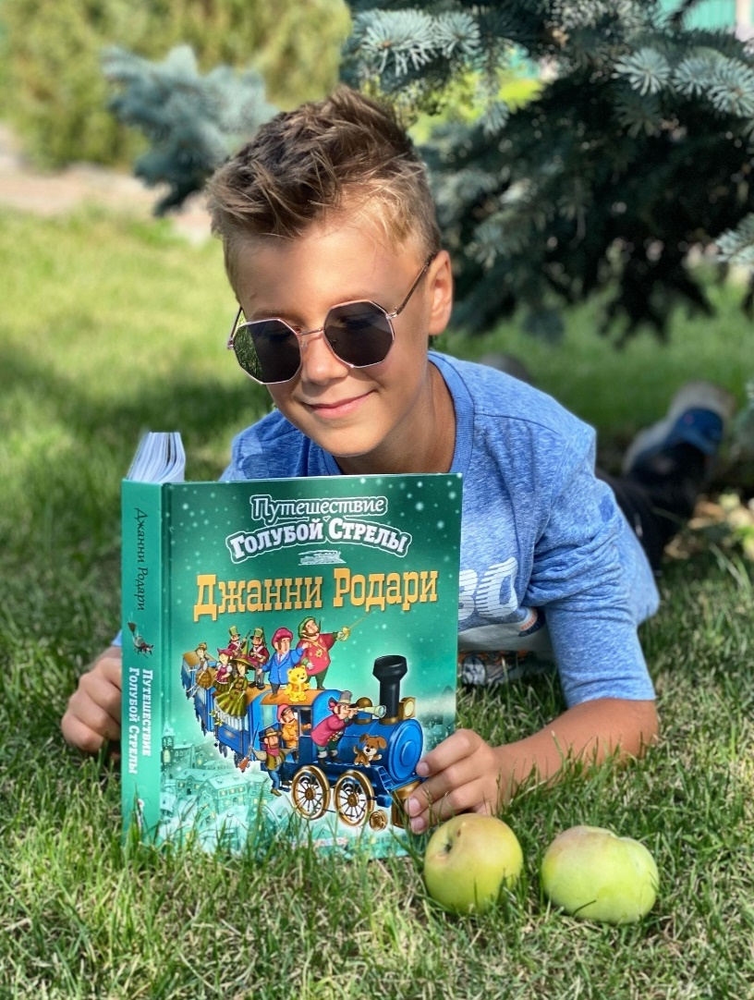 Путешествие
Голубой Стрелы
Джанни Родари
Джанни Родари
Путешествие
Голубой Стрелы